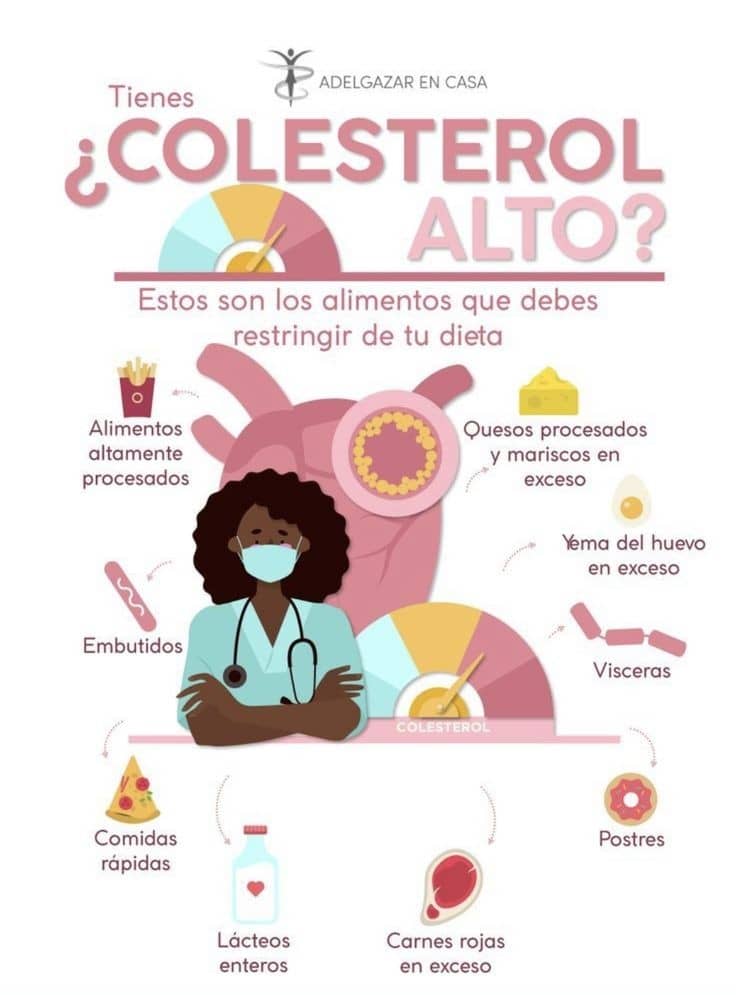 ADELGAZAR EN CASA
Tienes
¿COLESTEROL
ALTO?
Estos son los alimentos que debes
restringir de tu dieta
Alimentos
altamente
procesados
Quesos procesados
y mariscos en
exceso
Yema del huevo
en exceso
Embutidos
Visceras
COLESTEROL
Comidas
rápidas
Postres
Lácteos
enteros
Carnes rojas
en exceso